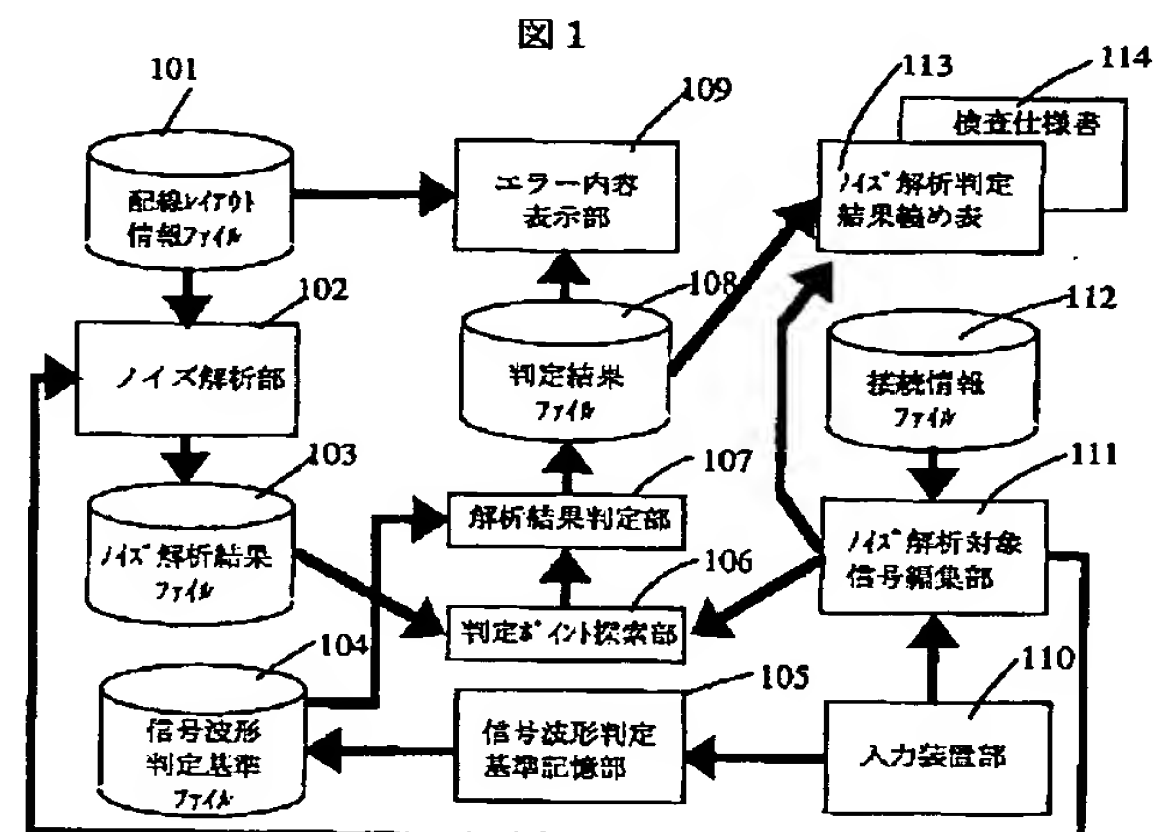 図1
101
配線レイアウト
情報ファイル
109
エラー内容
表示部
113
ノイズ解析判定
結果纏め表
114
検査仕様書
102
ノイズ解析部
108
判定結果
ファイル
112
接続情報
ファイル
103
ノイズ解析結果
ファイル
107
解析結果判定部
111
ノイズ解析対象
信号編集部
106
判定ポイント探索部
104
信号波形
判定基準
ファイル
105
信号波形判定
基準記憶部
110
入力装置部